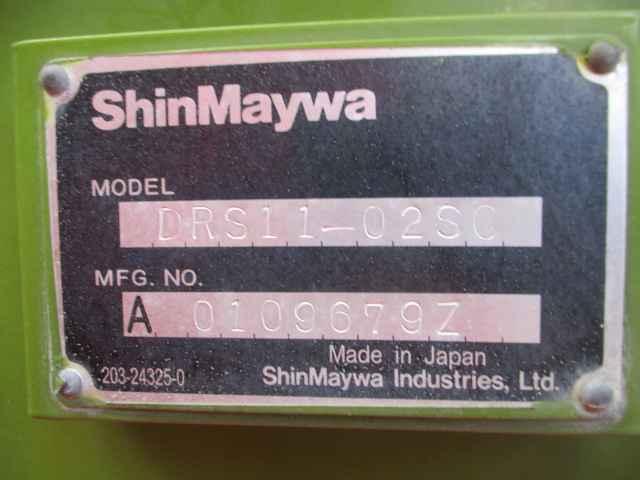 ShinMaywa
MODEL
DRS11-02SC
MFG. NO.
A 0109679Z
Made in Japan
203-24325-0 ShinMaywa Industries, Ltd.